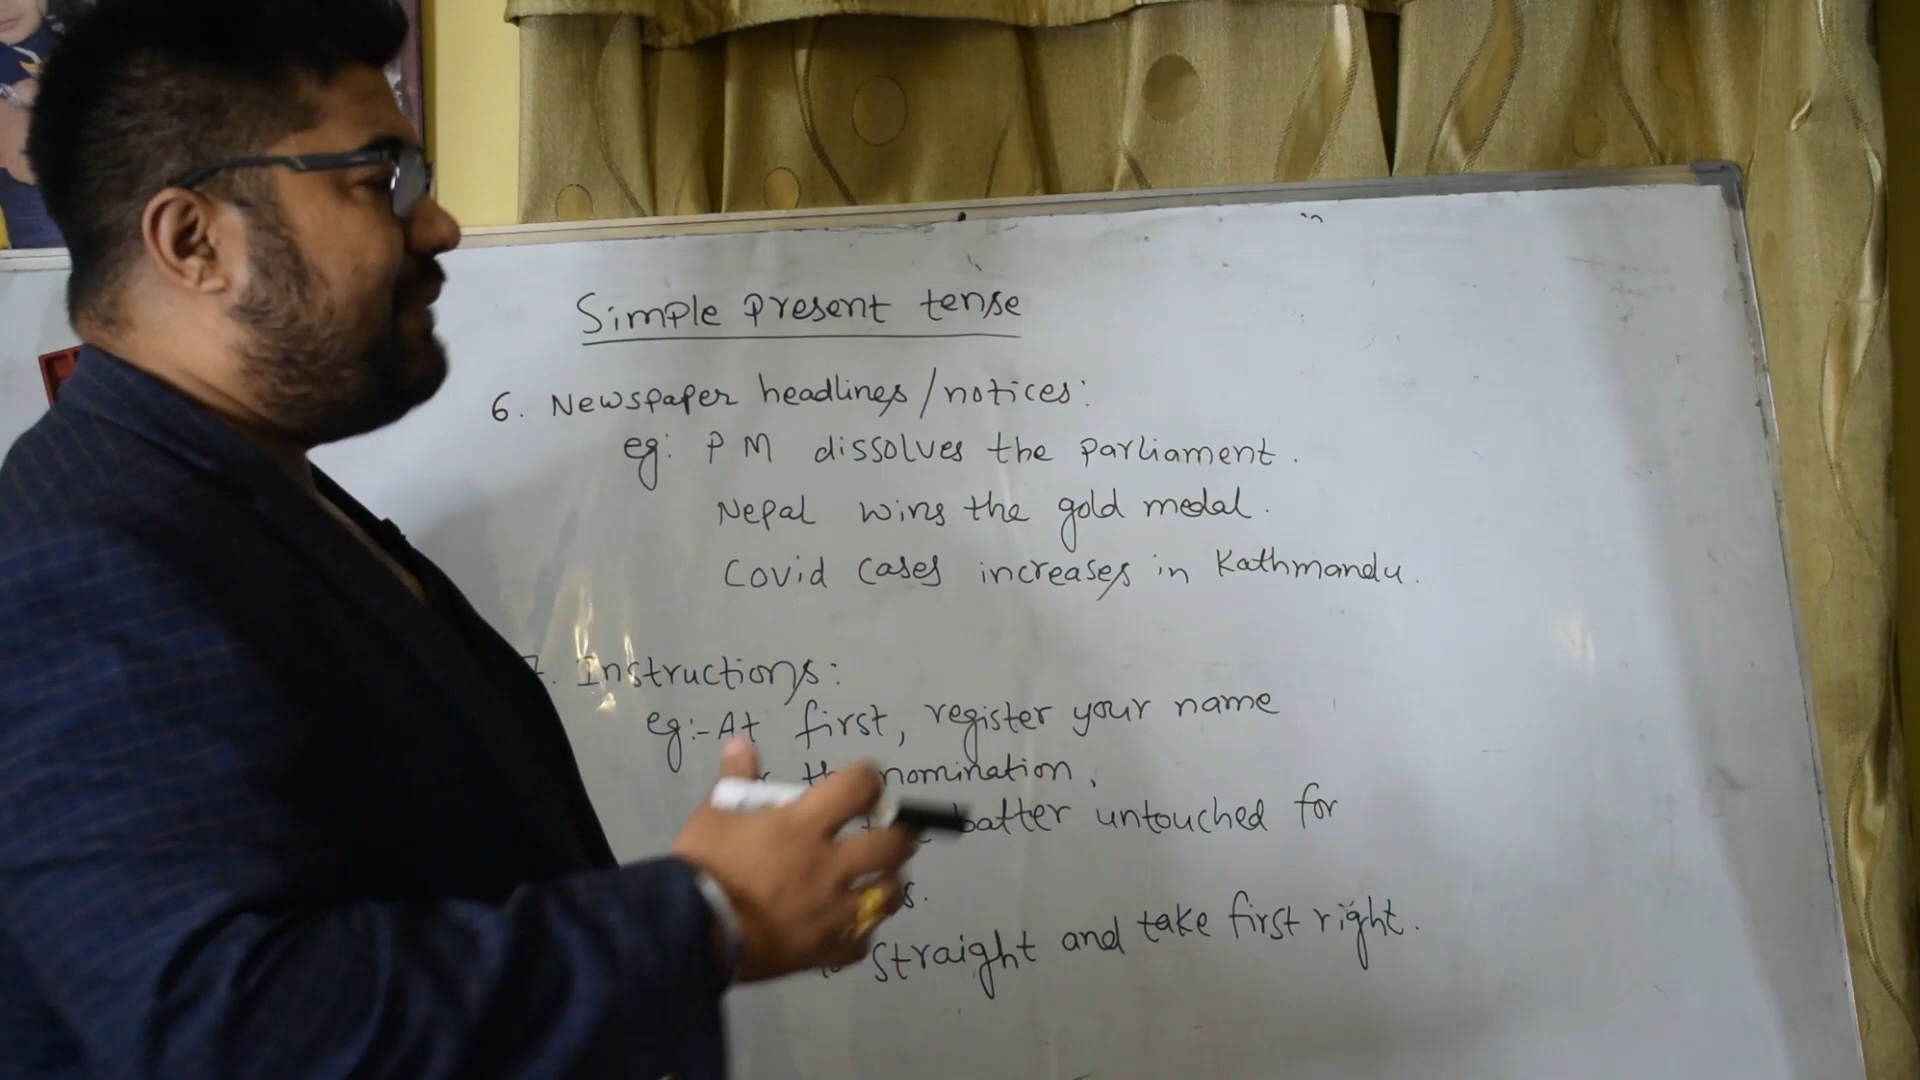 Simple present tense
6. Newspaper headlines/notices:
eg: PM dissolves the parliament.
Nepal wins the gold medal.
Covid cases increases in Kathmandu.
7. Instructions:
eg:- At first, register your name
the nomination,
batter untouched for
straight and take first right.